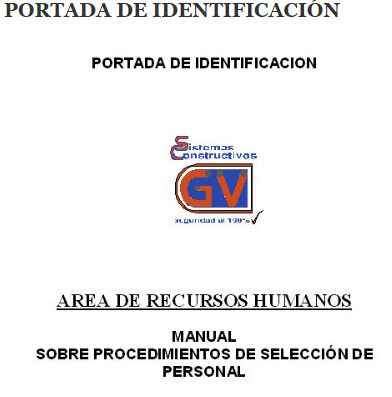 PORTADA DE IDENTIFICACIÓN
PORTADA DE IDENTIFICACION
Sistemas
Constructivos
GV
seguridad al 100%
AREA DE RECURSOS HUMANOS
MANUAL
SOBRE PROCEDIMIENTOS DE SELECCIÓN DE
PERSONAL